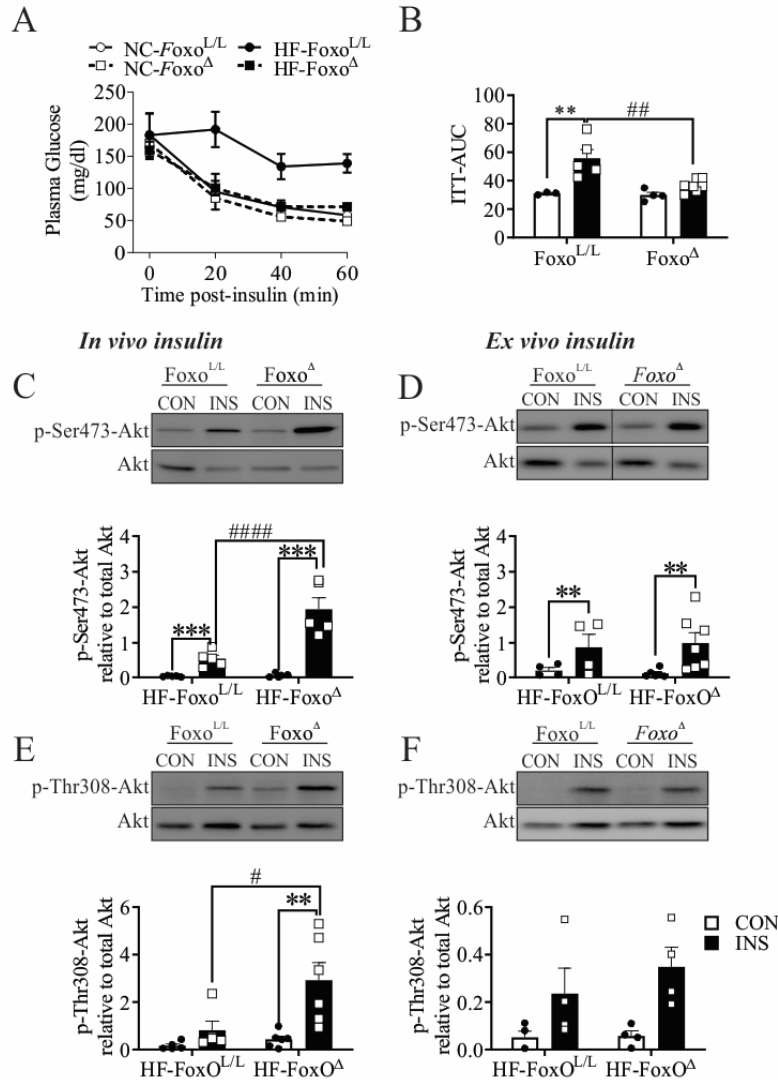 A
NC-Foxo^L/L HF-Foxo^L/L
NC-Foxo^Δ HF-Foxo^Δ
Plasma Glucose
(mg/dl)
250
200
150
100
50
0
0 20 40 60
Time post-insulin (min)
B
ITT-AUC
100
80
60
40
20
0
** ##
Foxo^L/L Foxo^Δ
In vivo insulin
Ex vivo insulin
C
Foxo^L/L Foxo^Δ
CON INS CON INS
p-Ser473-Akt
Akt
p-Ser473-Akt
relative to total Akt
4
3
2
1
0
####
*** ***
HF-Foxo^L/L HF-Foxo^Δ
D
Foxo^L/L Foxo^Δ
CON INS CON INS
p-Ser473-Akt
Akt
p-Ser473-Akt
relative to total Akt
4
3
2
1
0
** **
HF-FoxO^L/L HF-FoxO^Δ
E
Foxo^L/L Foxo^Δ
CON INS CON INS
p-Thr308-Akt
Akt
p-Thr308-Akt
relative to total Akt
6
4
2
0
#
**
HF-FoxO^L/L HF-FoxO^Δ
F
Foxo^L/L Foxo^Δ
CON INS CON INS
p-Thr308-Akt
Akt
p-Thr308-Akt
relative to total Akt
0.6
0.4
0.2
0.0
CON
INS
HF-FoxO^L/L HF-FoxO^Δ